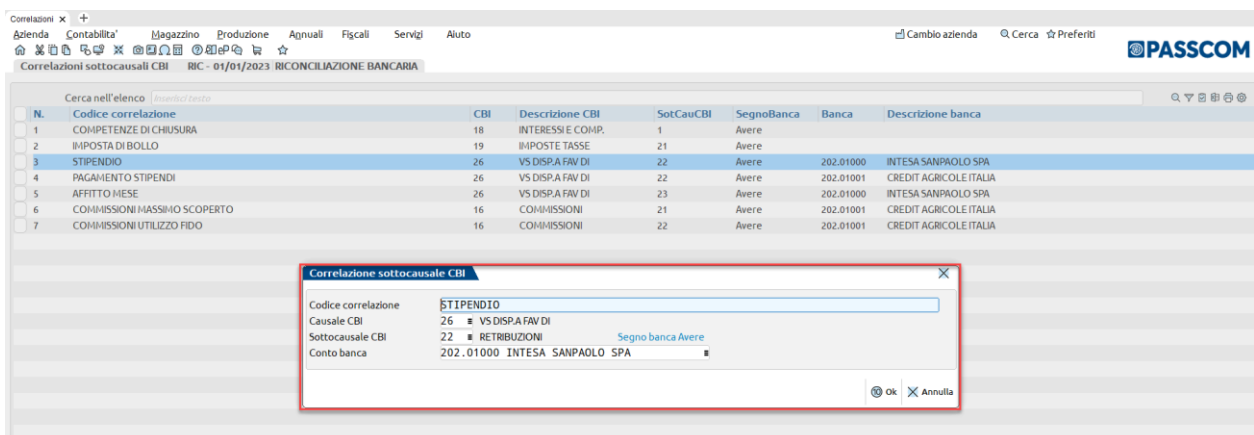 Correlazioni × +
Azienda Contabilita' Magazzino Produzione Annuali Fiscali Servizi Aiuto Cambio azienda Cerca Preferiti
PASSCOM
Correlazioni sottocausali CBI RIC - 01/01/2023 RICONCILIAZIONE BANCARIA
Cerca nell'elenco Inserisci testo
N. Codice correlazione CBI Descrizione CBI SotCauCBI SegnoBanca Banca Descrizione banca
1 COMPETENZE DI CHIUSURA 18 INTERESSI E COMP. 1 Avere
2 IMPOSTA DI BOLLO 19 IMPOSTE TASSE 21 Avere
3 STIPENDIO 26 VS DISP.A FAV DI 22 Avere 202.01000 INTESA SANPAOLO SPA
4 PAGAMENTO STIPENDI 26 VS DISP.A FAV DI 22 Avere 202.01001 CREDIT AGRICOLE ITALIA
5 AFFITTO MESE 26 VS DISP.A FAV DI 23 Avere 202.01000 INTESA SANPAOLO SPA
6 COMMISSIONI MASSIMO SCOPERTO 16 COMMISSIONI 21 Avere 202.01001 CREDIT AGRICOLE ITALIA
7 COMMISSIONI UTILIZZO FIDO 16 COMMISSIONI 22 Avere 202.01001 CREDIT AGRICOLE ITALIA
Correlazione sottocausale CBI
Codice correlazione STIPENDIO
Causale CBI 26 VS DISP.A FAV DI
Sottocausale CBI 22 RETRIBUZIONI Segno banca Avere
Conto banca 202.01000 INTESA SANPAOLO SPA
Ok Annulla